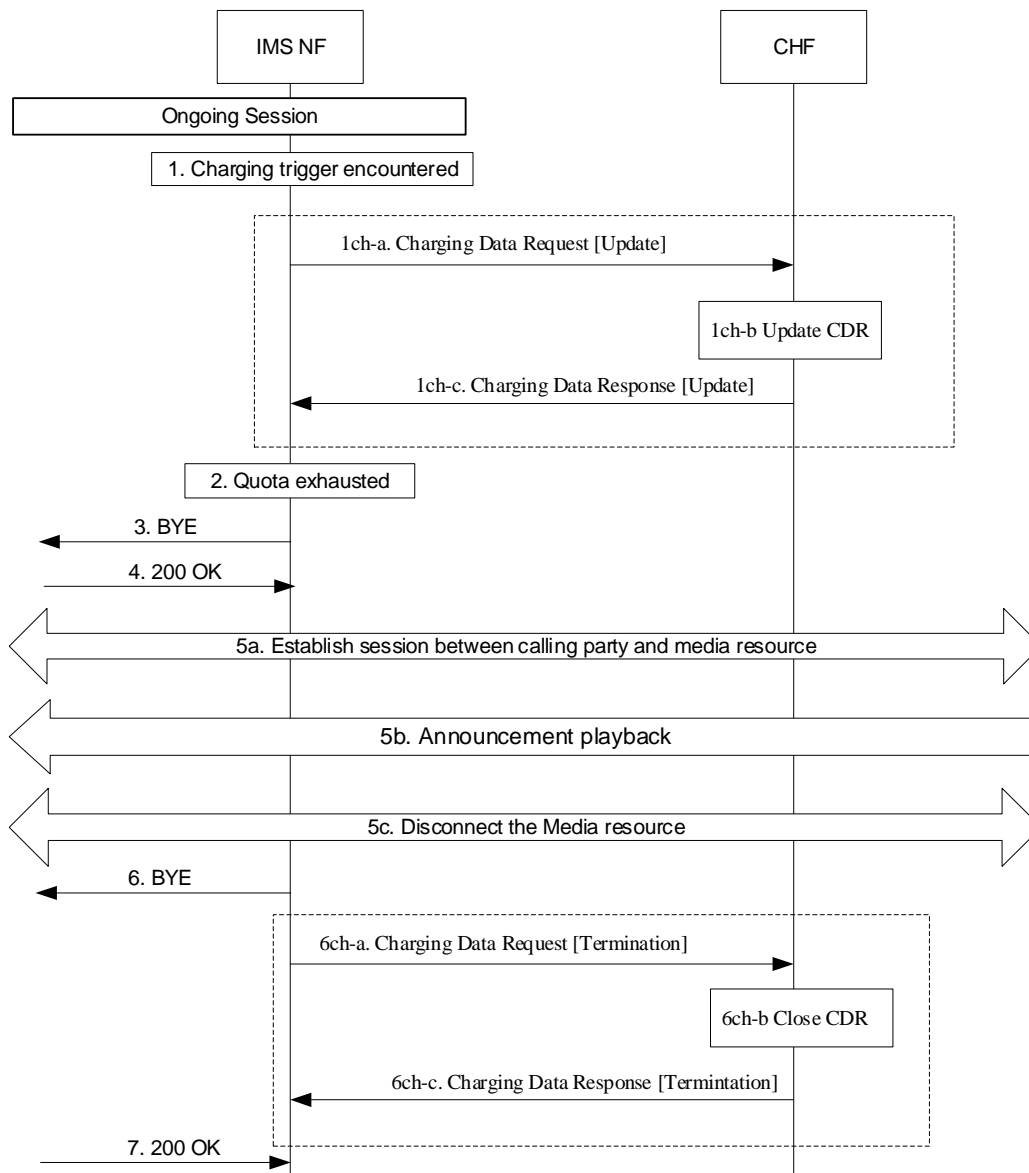 IMS NF
CHF
Ongoing Session
1. Charging trigger encountered
1ch-a. Charging Data Request [Update]
1ch-b Update CDR
1ch-c. Charging Data Response [Update]
2. Quota exhausted
3. BYE
4. 200 OK
5a. Establish session between calling party and media resource
5b. Announcement playback
5c. Disconnect the Media resource
6. BYE
6ch-a. Charging Data Request [Termination]
6ch-b Close CDR
6ch-c. Charging Data Response [Termintation]
7. 200 OK